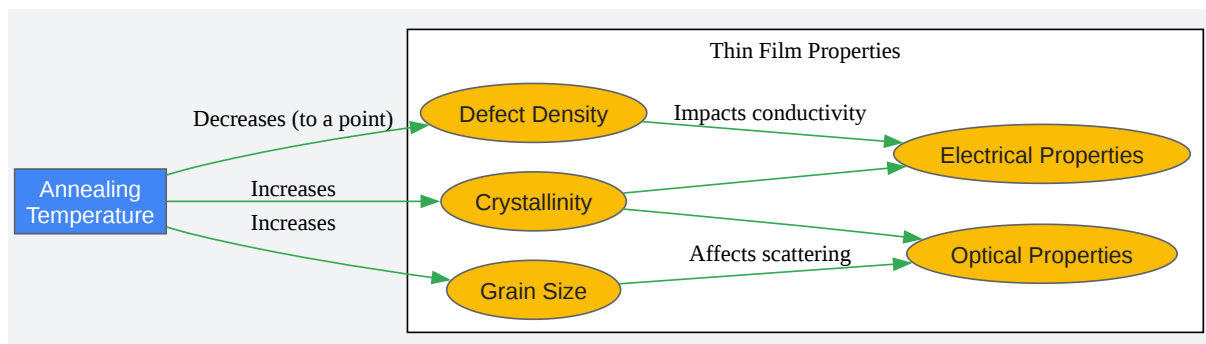 Thin Film Properties
Decreases (to a point)
Defect Density
Impacts conductivity
Electrical Properties
Annealing
Temperature
Increases
Crystallinity
Increases
Affects scattering
Optical Properties
Grain Size